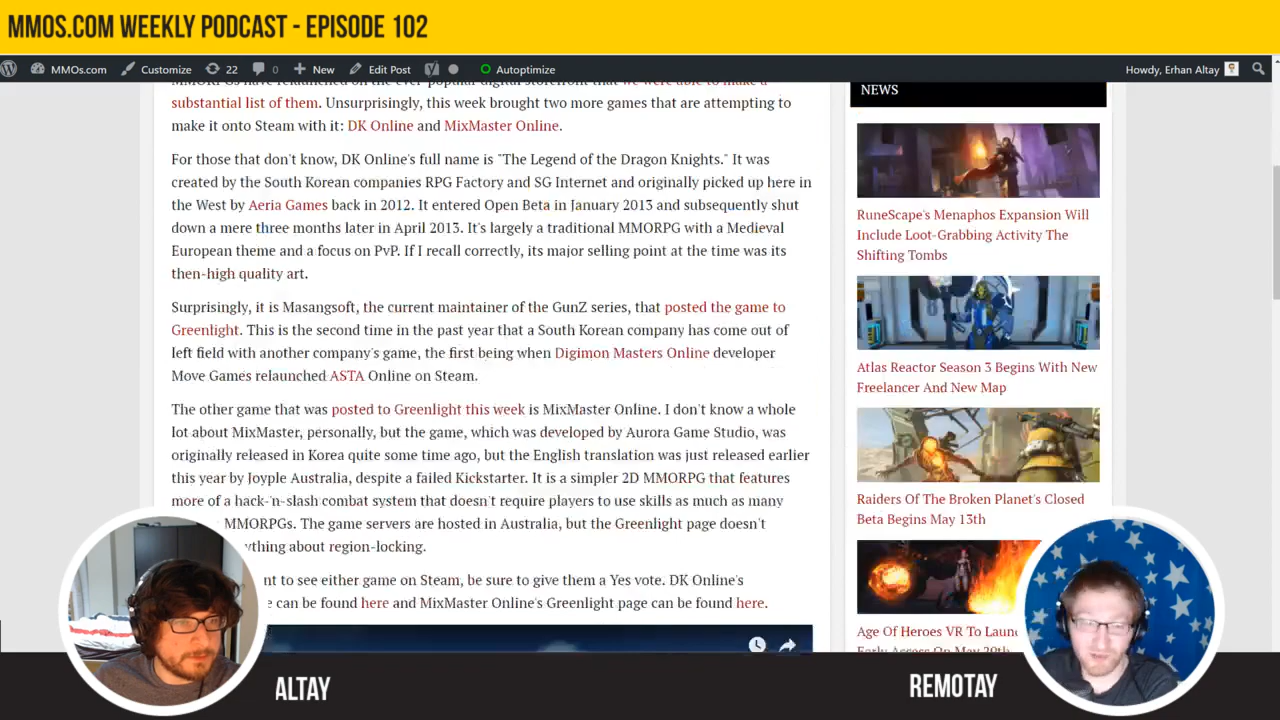 MMOS.COM WEEKLY PODCAST - EPISODE 102
MMOs.com Customize 22 0 New Edit Post Autoptimize Howdy, Erhan Altay
MMORPGs have relaunched on the ever-popular digital storefront that we were able to make a
substantial list of them. Unsurprisingly, this week brought two more games that are attempting to
make it onto Steam with it: DK Online and MixMaster Online.
For those that don't know, DK Online's full name is "The Legend of the Dragon Knights." It was
created by the South Korean companies RPG Factory and SG Internet and originally picked up here in
the West by Aeria Games back in 2012. It entered Open Beta in January 2013 and subsequently shut
down a mere three months later in April 2013. It's largely a traditional MMORPG with a Medieval
European theme and a focus on PvP. If I recall correctly, its major selling point at the time was its
then-high quality art.
Surprisingly, it is Masangsoft, the current maintainer of the GunZ series, that posted the game to
Greenlight. This is the second time in the past year that a South Korean company has come out of
left field with another company's game, the first being when Digimon Masters Online developer
Move Games relaunched ASTA Online on Steam.
The other game that was posted to Greenlight this week is MixMaster Online. I don't know a whole
lot about MixMaster, personally, but the game, which was developed by Aurora Game Studio, was
originally released in Korea quite some time ago, but the English translation was just released earlier
this year by Joyple Australia, despite a failed Kickstarter. It is a simpler 2D MMORPG that features
more of a hack-'n-slash combat system that doesn't require players to use skills as much as many
MMORPGs. The game servers are hosted in Australia, but the Greenlight page doesn't
ything about region-locking.
nt to see either game on Steam, be sure to give them a Yes vote. DK Online's
e can be found here and MixMaster Online's Greenlight page can be found here.
NEWS
RuneScape's Menaphos Expansion Will
Include Loot-Grabbing Activity The
Shifting Tombs
Atlas Reactor Season 3 Begins With New
Freelancer And New Map
Raiders Of The Broken Planet's Closed
Beta Begins May 13th
Age Of Heroes VR To Laun
Early Access On May 20th
ALTAY
REMOTAY